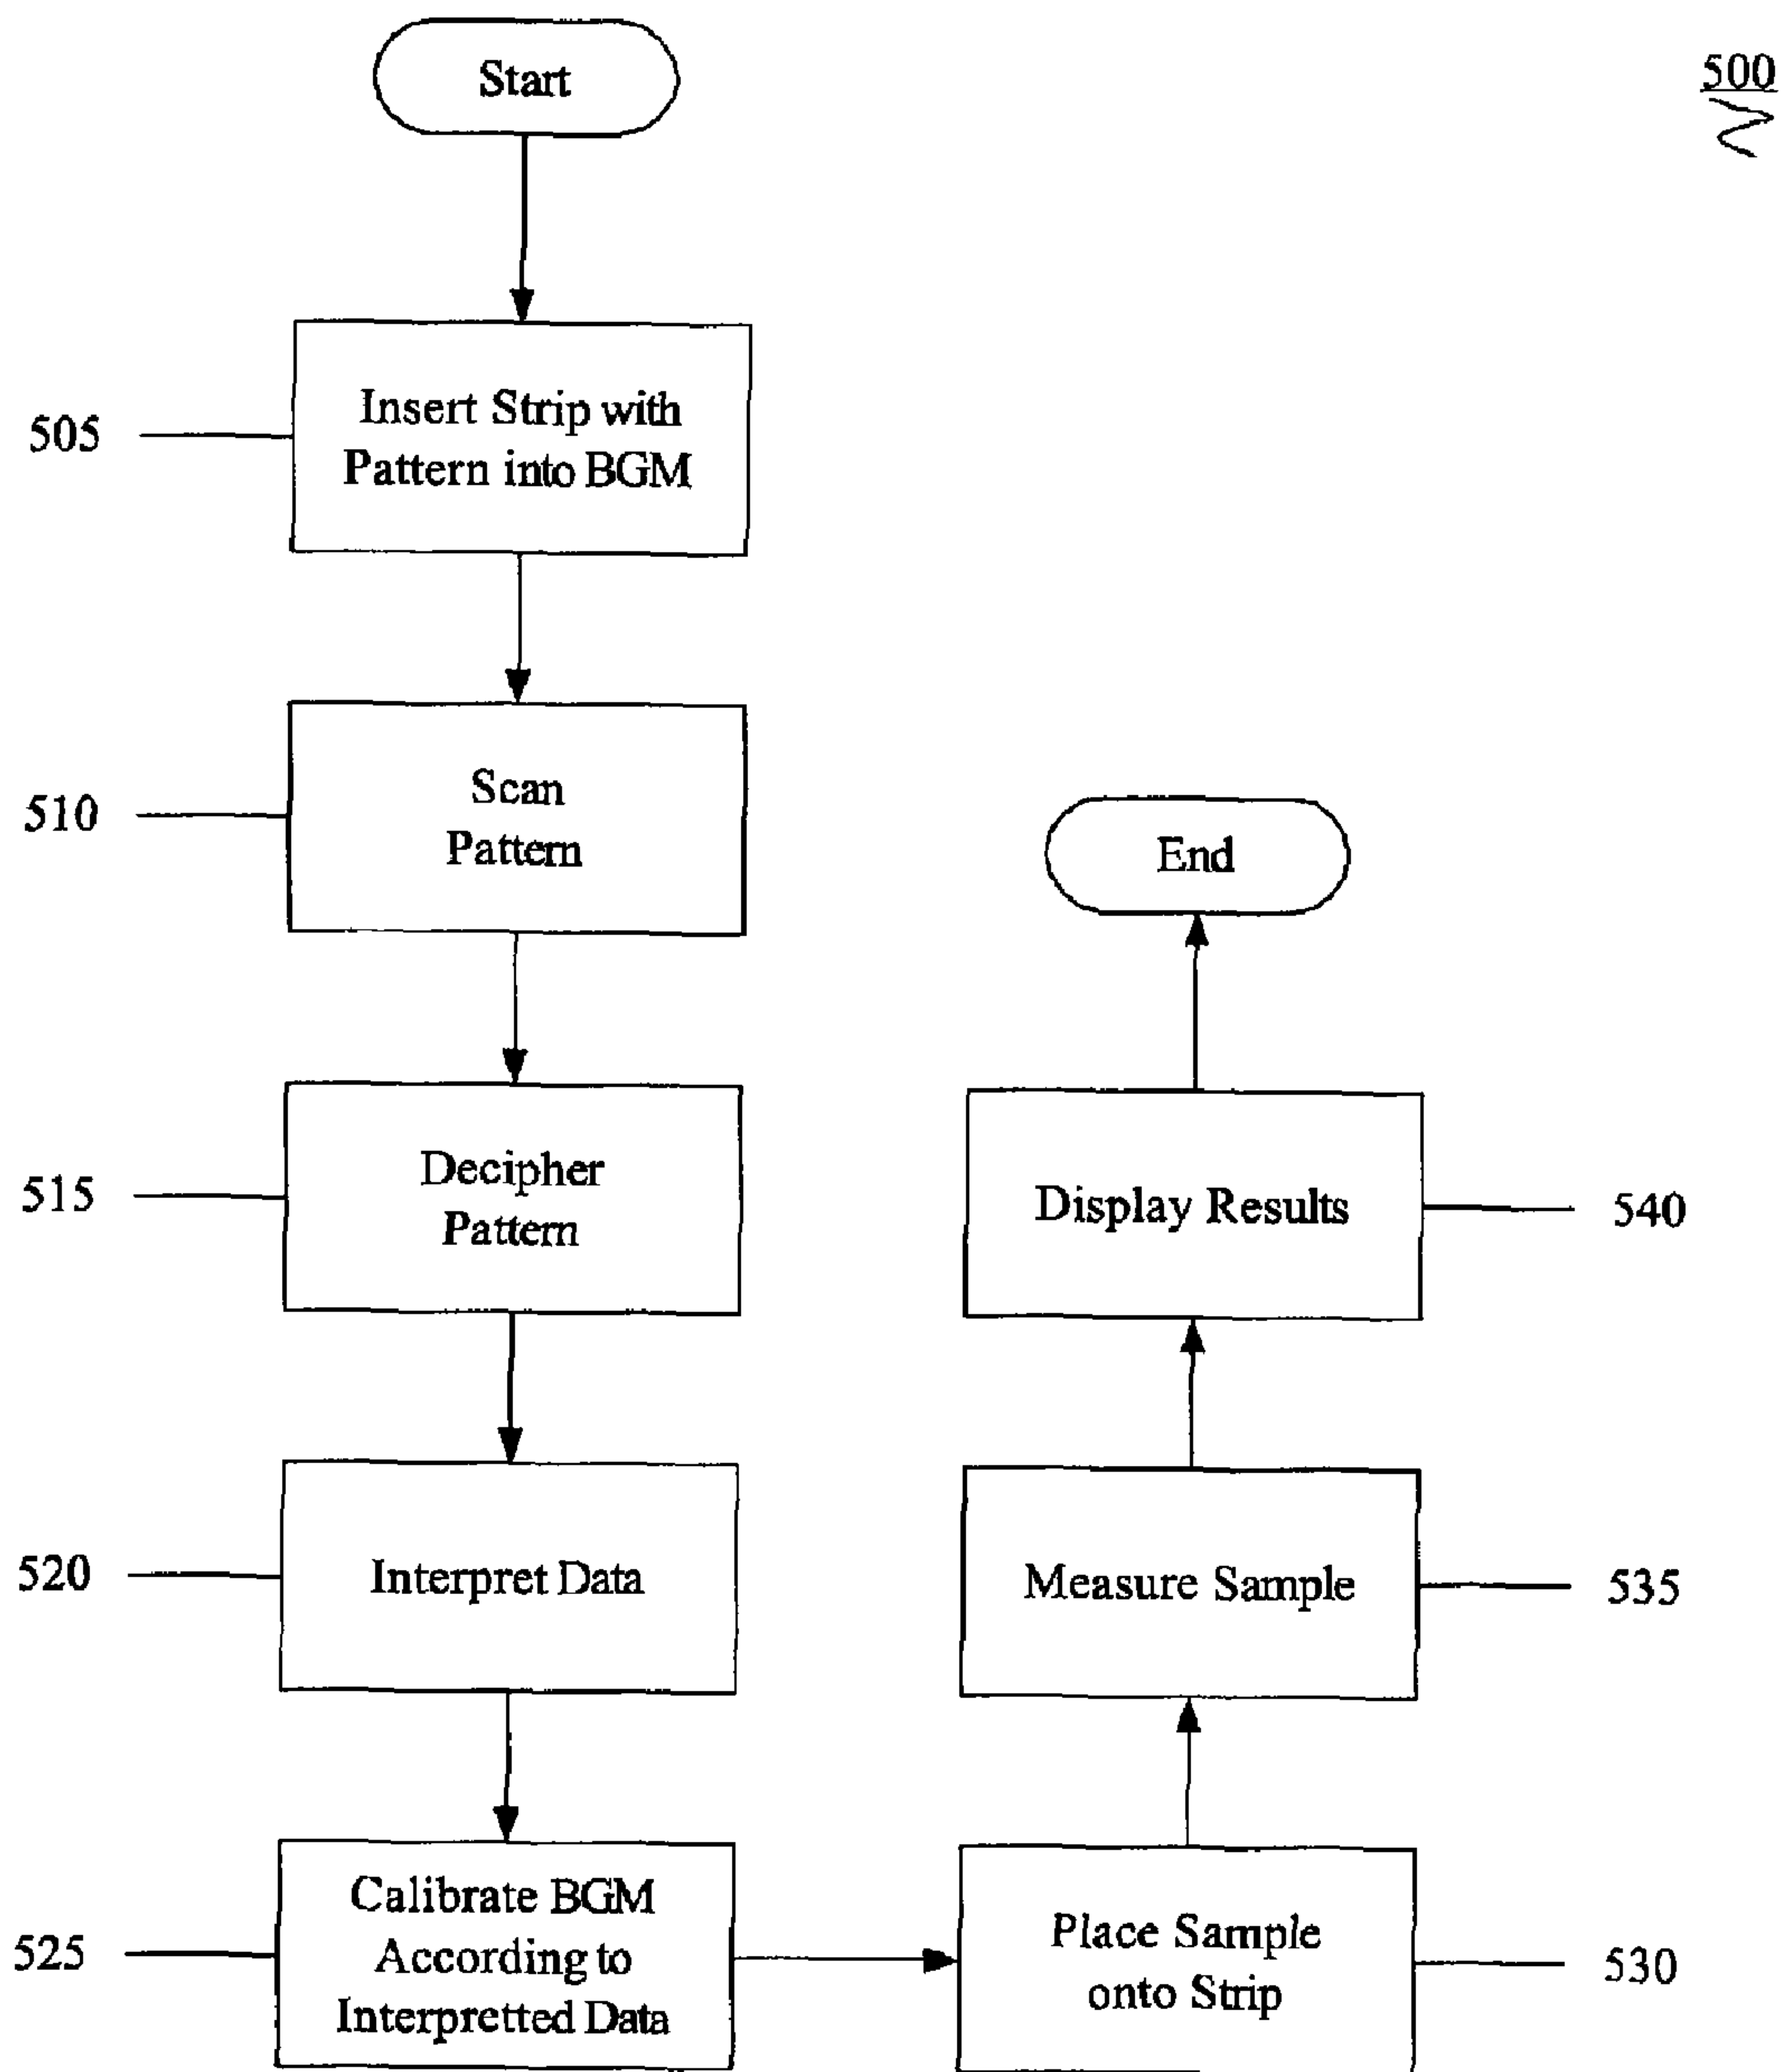 Start
500
505
Insert Strip with
Pattern into BGM
510
Scan
Pattern
515
Decipher
Pattern
520
Interpret Data
525
Calibrate BGM
According to
Interpretted Data
Place Sample
onto Strip
530
Measure Sample
535
Display Results
540
End